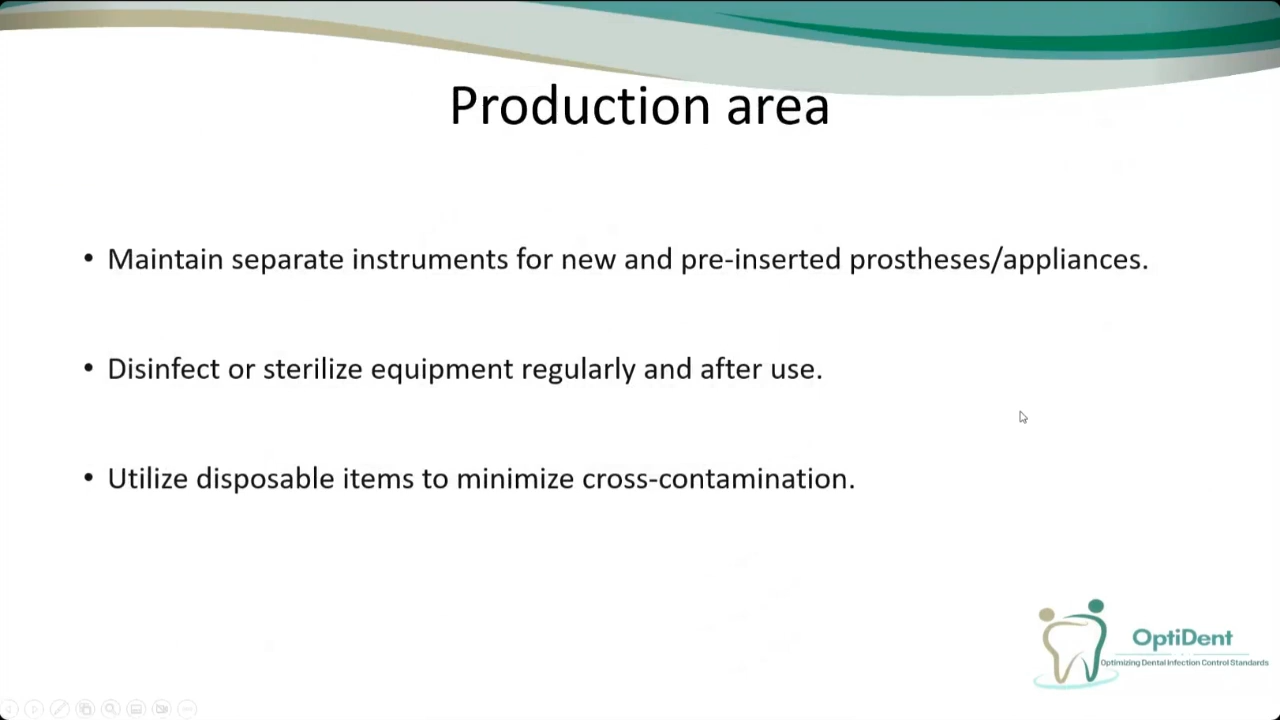 Production area
• Maintain separate instruments for new and pre-inserted prostheses/appliances.
• Disinfect or sterilize equipment regularly and after use.
• Utilize disposable items to minimize cross-contamination.
OptiDent
Optimizing Dental Infection Control Standards